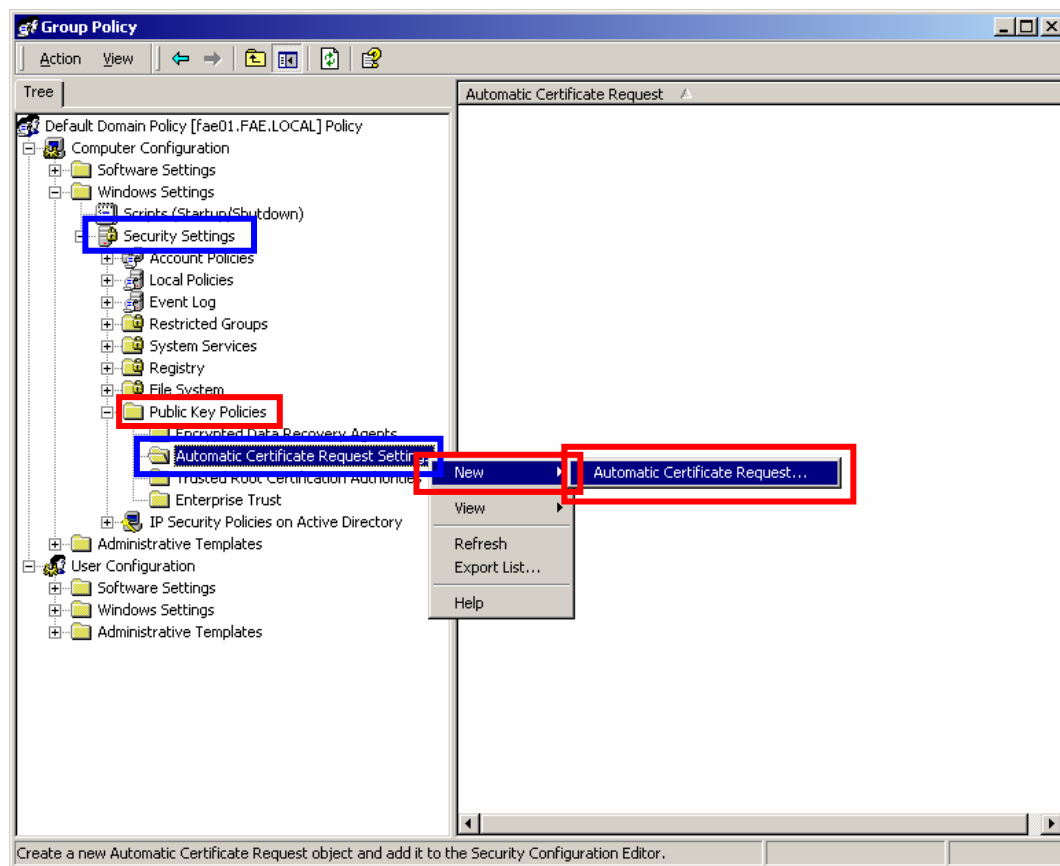 Group Policy
Action View
Tree
Automatic Certificate Request
Default Domain Policy [fae01.FAE.LOCAL] Policy
Computer Configuration
Software Settings
Windows Settings
Scripts (Startup/Shutdown)
Security Settings
Account Policies
Local Policies
Event Log
Restricted Groups
System Services
Registry
File System
Public Key Policies
Encrypted Data Recovery Agents
Automatic Certificate Request Setting
Trusted Root Certification Authorities
Enterprise Trust
IP Security Policies on Active Directory
Administrative Templates
User Configuration
Software Settings
Windows Settings
Administrative Templates
New
Automatic Certificate Request...
View
Refresh
Export List...
Help
Create a new Automatic Certificate Request object and add it to the Security Configuration Editor.